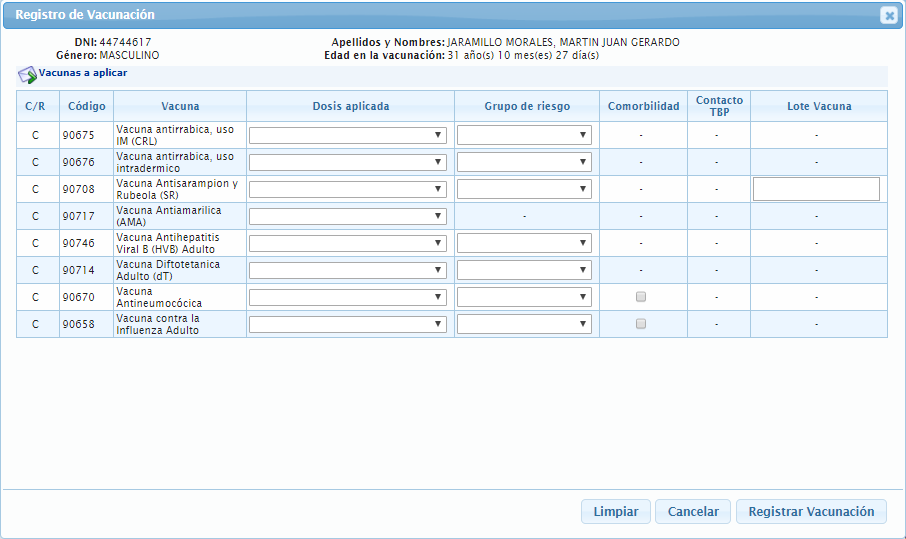 Registro de Vacunación
DNI: 44744617 Apellidos y Nombres: JARAMILLO MORALES, MARTIN JUAN GERARDO
Género: MASCULINO Edad en la vacunación: 31 año(s) 10 mes(es) 27 día(s)
Vacunas a aplicar
C/R Código Vacuna Dosis aplicada Grupo de riesgo Comorbilidad Contacto TBP Lote Vacuna
C 90675 Vacuna antirrabica, uso IM (CRL) - - -
C 90676 Vacuna antirrabica, uso intradermico - - -
C 90708 Vacuna Antisarampion y Rubeola (SR) - -
C 90717 Vacuna Antiamarilica (AMA) - - - -
C 90746 Vacuna Antihepatitis Viral B (HVB) Adulto - - -
C 90714 Vacuna Diftotetanica Adulto (dT) - - -
C 90670 Vacuna Antineumocócica - -
C 90658 Vacuna contra la Influenza Adulto - -
Limpiar Cancelar Registrar Vacunación